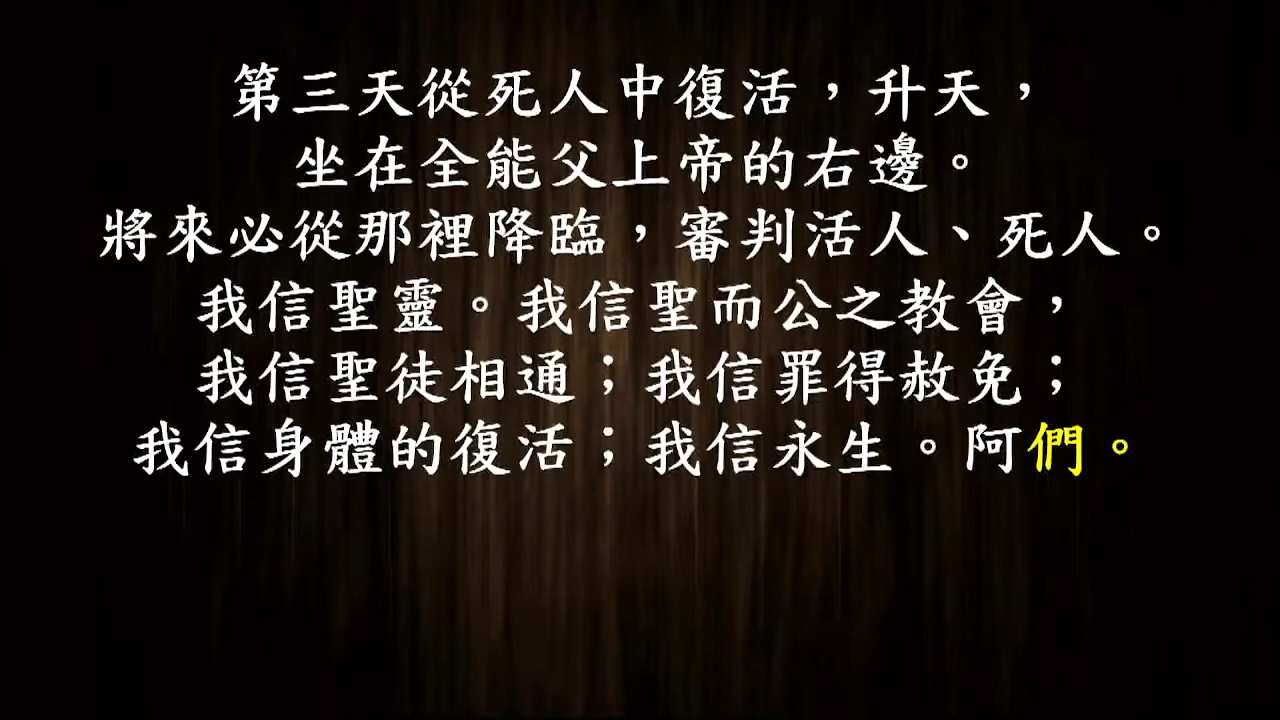 第三天從死人中復活，升天，
坐在全能父上帝的右邊。
將來必從那裡降臨，審判活人、死人。
我信聖靈。我信聖而公之教會，
我信聖徒相通；我信罪得赦免；
我信身體的復活；我信永生。阿們。